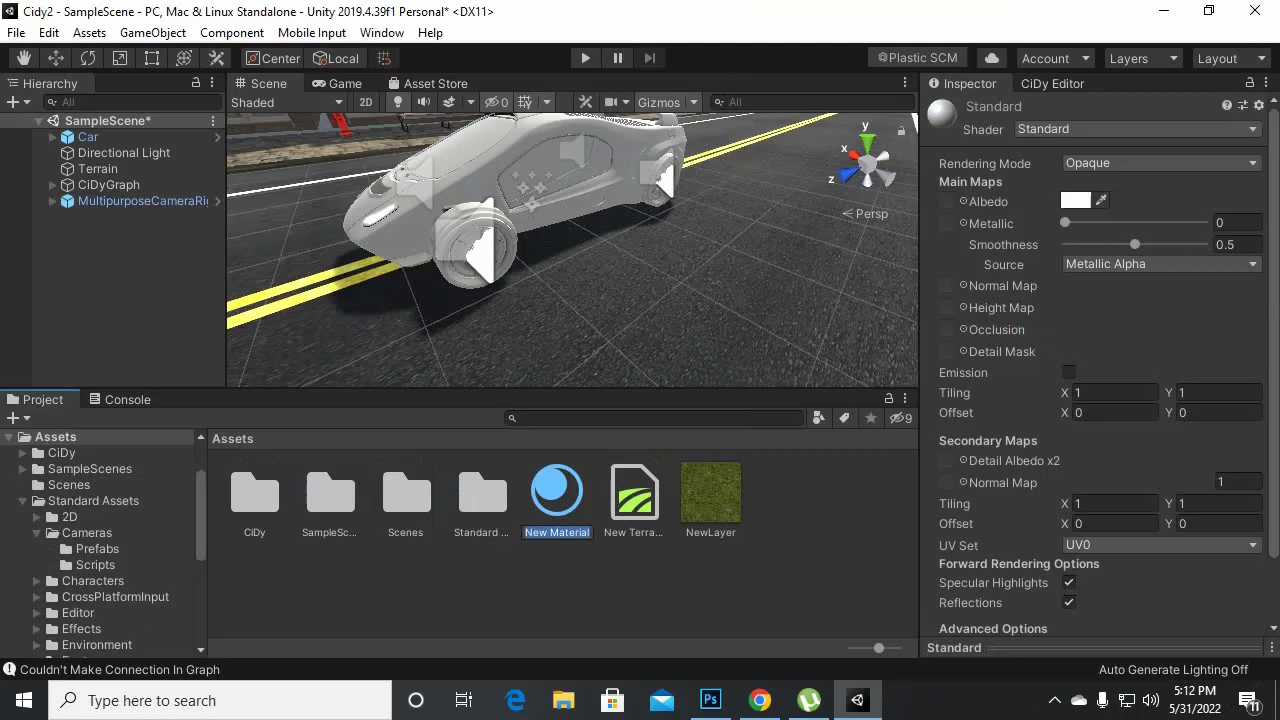 Cidy2 - SampleScene - PC, Mac & Linux Standalone - Unity 2019.4.39f1 Personal* <DX11>
File Edit Assets GameObject Component Mobile Input Window Help
Center Local Plastic SCM Account Layers Layout
Hierarchy
All
SampleScene*
Car
Directional Light
Terrain
CiDyGraph
MultipurposeCameraRi
Scene Game Asset Store
Shaded 2D 0 Gizmos All
y
x
z
Persp
Inspector CiDy Editor
Standard
Shader Standard
Rendering Mode Opaque
Main Maps
Albedo
Metallic 0
Smoothness 0.5
Source Metallic Alpha
Normal Map
Height Map
Occlusion
Detail Mask
Emission
Tiling X 1 Y 1
Offset X 0 Y 0
Secondary Maps
Detail Albedo x2
Normal Map 1
Tiling X 1 Y 1
Offset X 0 Y 0
UV Set UV0
Forward Rendering Options
Specular Highlights
Reflections
Advanced Options
Standard
Project Console
9
Assets
CiDy
SampleScenes
Scenes
Standard Assets
2D
Cameras
Prefabs
Scripts
Characters
CrossPlatformInput
Editor
Effects
Environment
Assets
CiDy SampleSc... Scenes Standard ... New Material New Terra... NewLayer
Couldn't Make Connection In Graph
Auto Generate Lighting Off
Type here to search
Ps
5:12 PM
5/31/2022
11